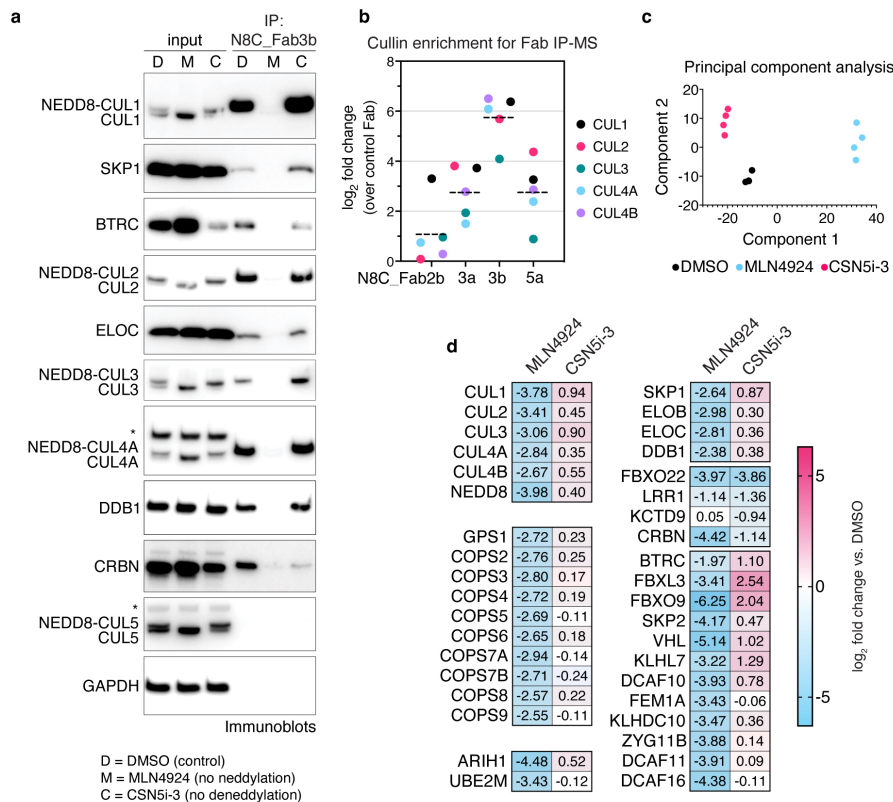 a
IP:
input
N8C_Fab3b
D M C D M C
NEDD8-CUL1
CUL1
SKP1
BTRC
NEDD8-CUL2
CUL2
ELOC
NEDD8-CUL3
CUL3
*
NEDD8-CUL4A
CUL4A
DDB1
CRBN
*
NEDD8-CUL5
CUL5
GAPDH
Immunoblots
D = DMSO (control)
M = MLN4924 (no neddylation)
C = CSN5i-3 (no deneddylation)
b
Cullin enrichment for Fab IP-MS
log2 fold change
(over control Fab)
8
6
4
2
0
N8C_Fab2b 3a 3b 5a
CUL1
CUL2
CUL3
CUL4A
CUL4B
c
Principal component analysis
Component 2
20
10
0
-10
-20
-20 0 20 40
Component 1
DMSO MLN4924 CSN5i-3
d
MLN4924 CSN5i-3
CUL1 -3.78 0.94
CUL2 -3.41 0.45
CUL3 -3.06 0.90
CUL4A -2.84 0.35
CUL4B -2.67 0.55
NEDD8 -3.98 0.40
GPS1 -2.72 0.23
COPS2 -2.76 0.25
COPS3 -2.80 0.17
COPS4 -2.72 0.19
COPS5 -2.69 -0.11
COPS6 -2.65 0.18
COPS7A -2.94 -0.14
COPS7B -2.71 -0.24
COPS8 -2.57 0.22
COPS9 -2.55 -0.11
ARIH1 -4.48 0.52
UBE2M -3.43 -0.12
MLN4924 CSN5i-3
SKP1 -2.64 0.87
ELOB -2.98 0.30
ELOC -2.81 0.36
DDB1 -2.38 0.38
FBXO22 -3.97 -3.86
LRR1 -1.14 -1.36
KCTD9 0.05 -0.94
CRBN -4.42 -1.14
BTRC -1.97 1.10
FBXL3 -3.41 2.54
FBXO9 -6.25 2.04
SKP2 -4.17 0.47
VHL -5.14 1.02
KLHL7 -3.22 1.29
DCAF10 -3.93 0.78
FEM1A -3.43 -0.06
KLHDC10 -3.47 0.36
ZYG11B -3.88 0.14
DCAF11 -3.91 0.09
DCAF16 -4.38 -0.11
5
0
-5
log2 fold change vs. DMSO